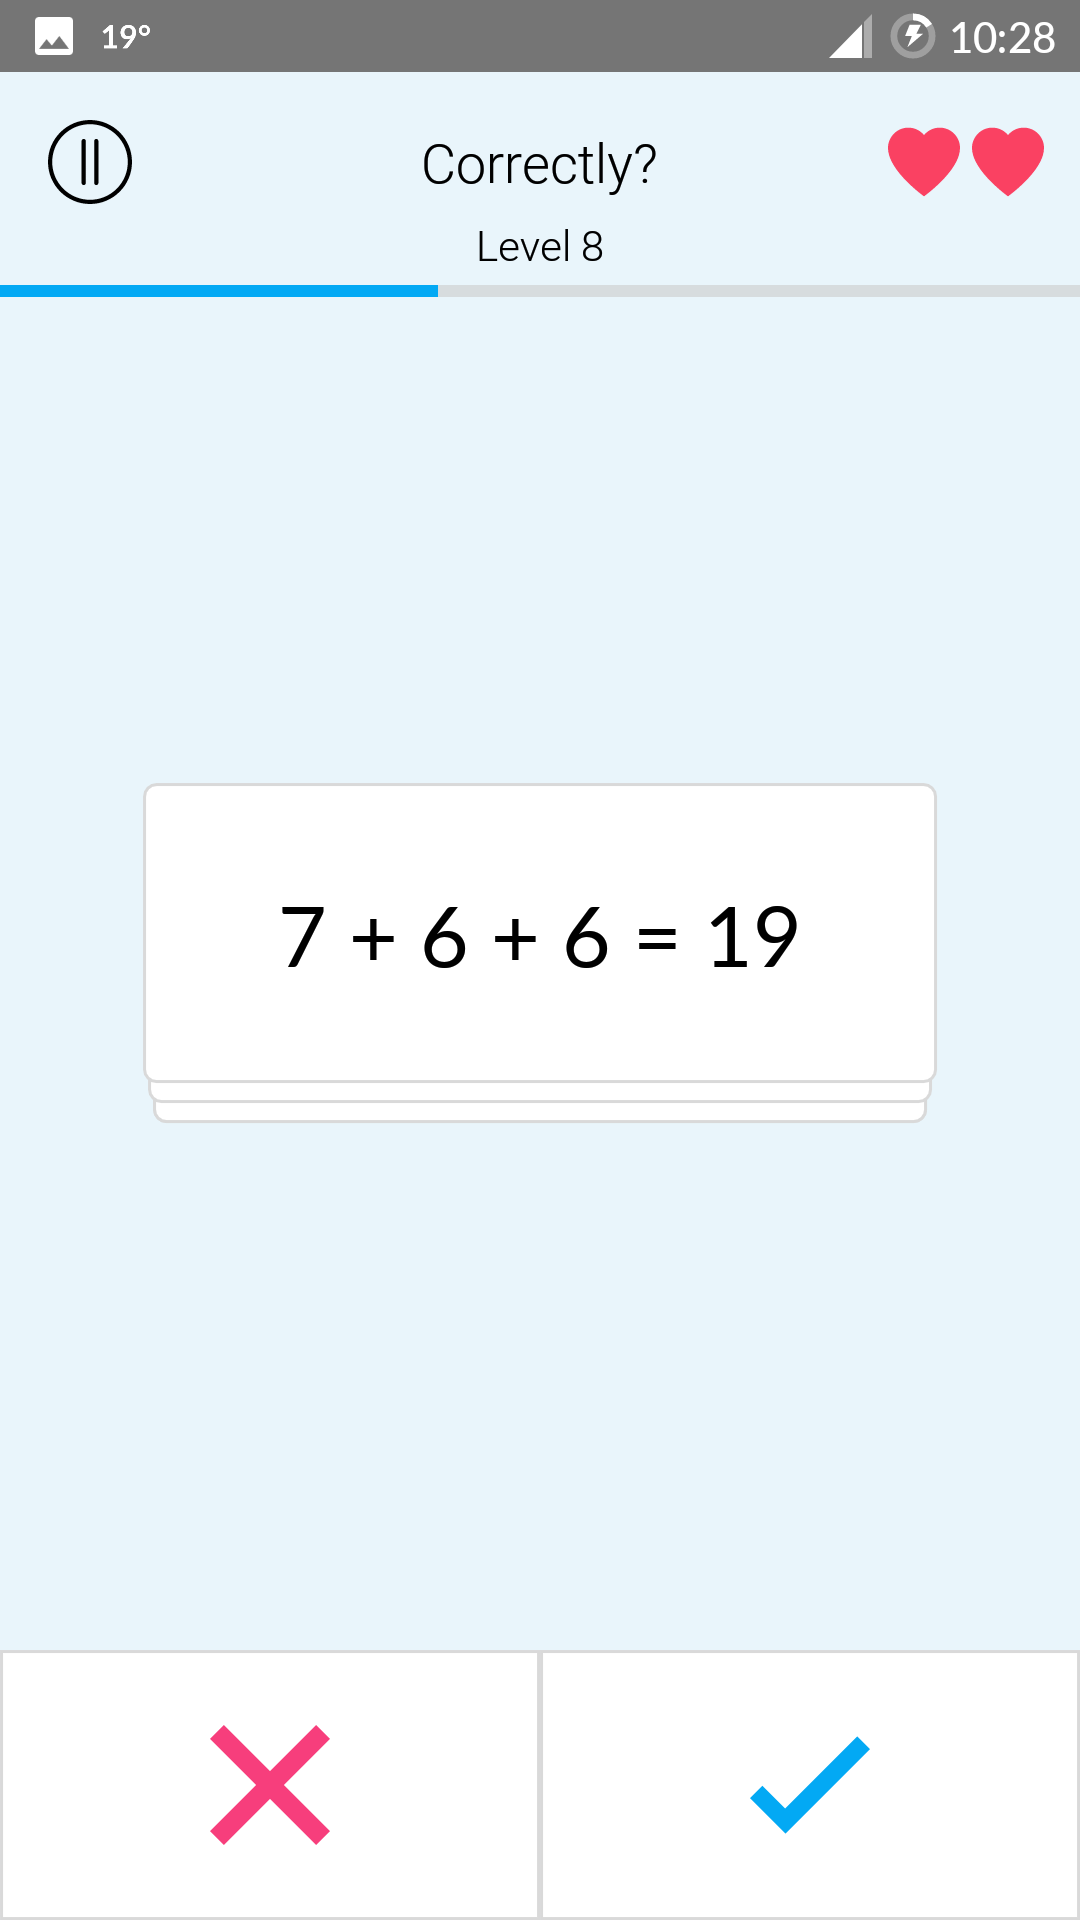 19°
10:28
Correctly?
Level 8
7 + 6 + 6 = 19